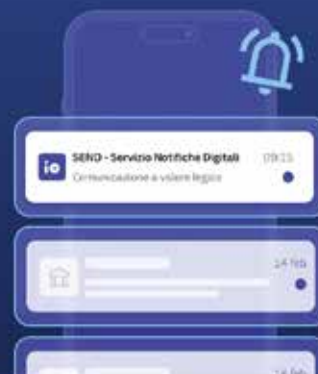 io
SEND - Servizio Notifiche Digitali
09:15
Comunicazione a valore legale
14 feb
14 feb